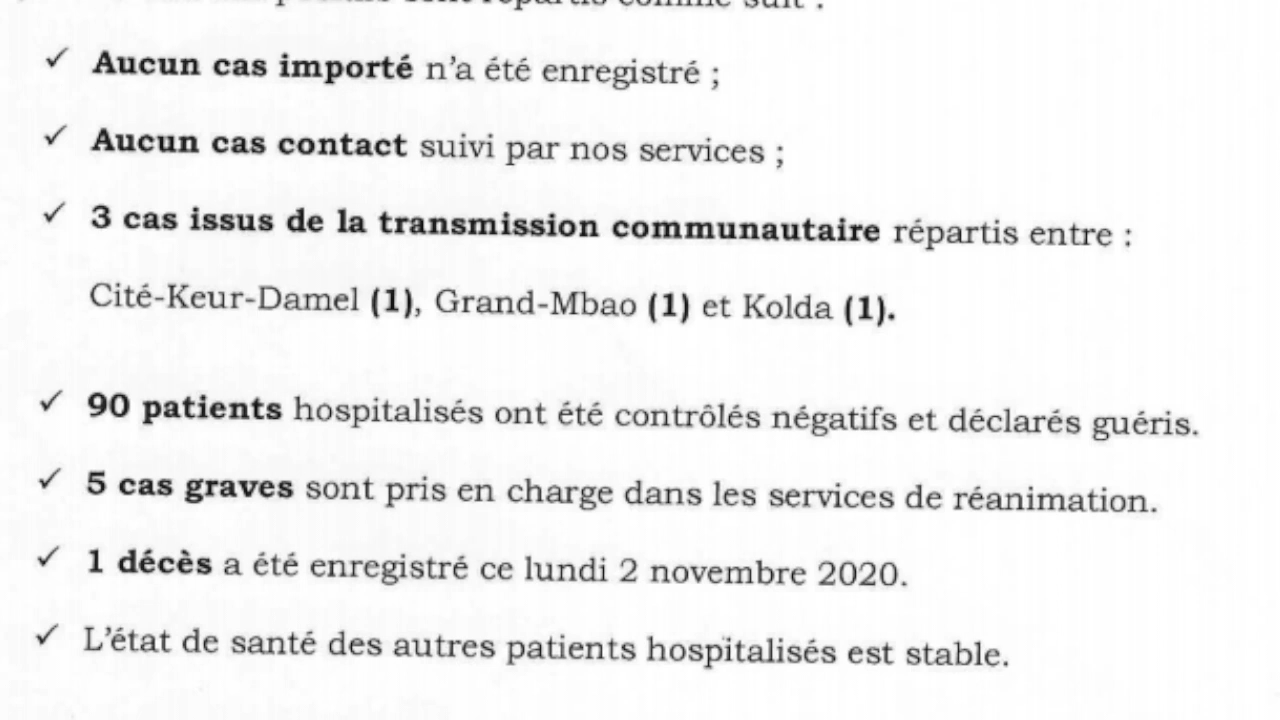 répartis comme suit :
✓ Aucun cas importé n'a été enregistré ;
✓ Aucun cas contact suivi par nos services ;
✓ 3 cas issus de la transmission communautaire répartis entre :
Cité-Keur-Damel (1), Grand-Mbao (1) et Kolda (1).
✓ 90 patients hospitalisés ont été contrôlés négatifs et déclarés guéris.
✓ 5 cas graves sont pris en charge dans les services de réanimation.
✓ 1 décès a été enregistré ce lundi 2 novembre 2020.
✓ L'état de santé des autres patients hospitalisés est stable.